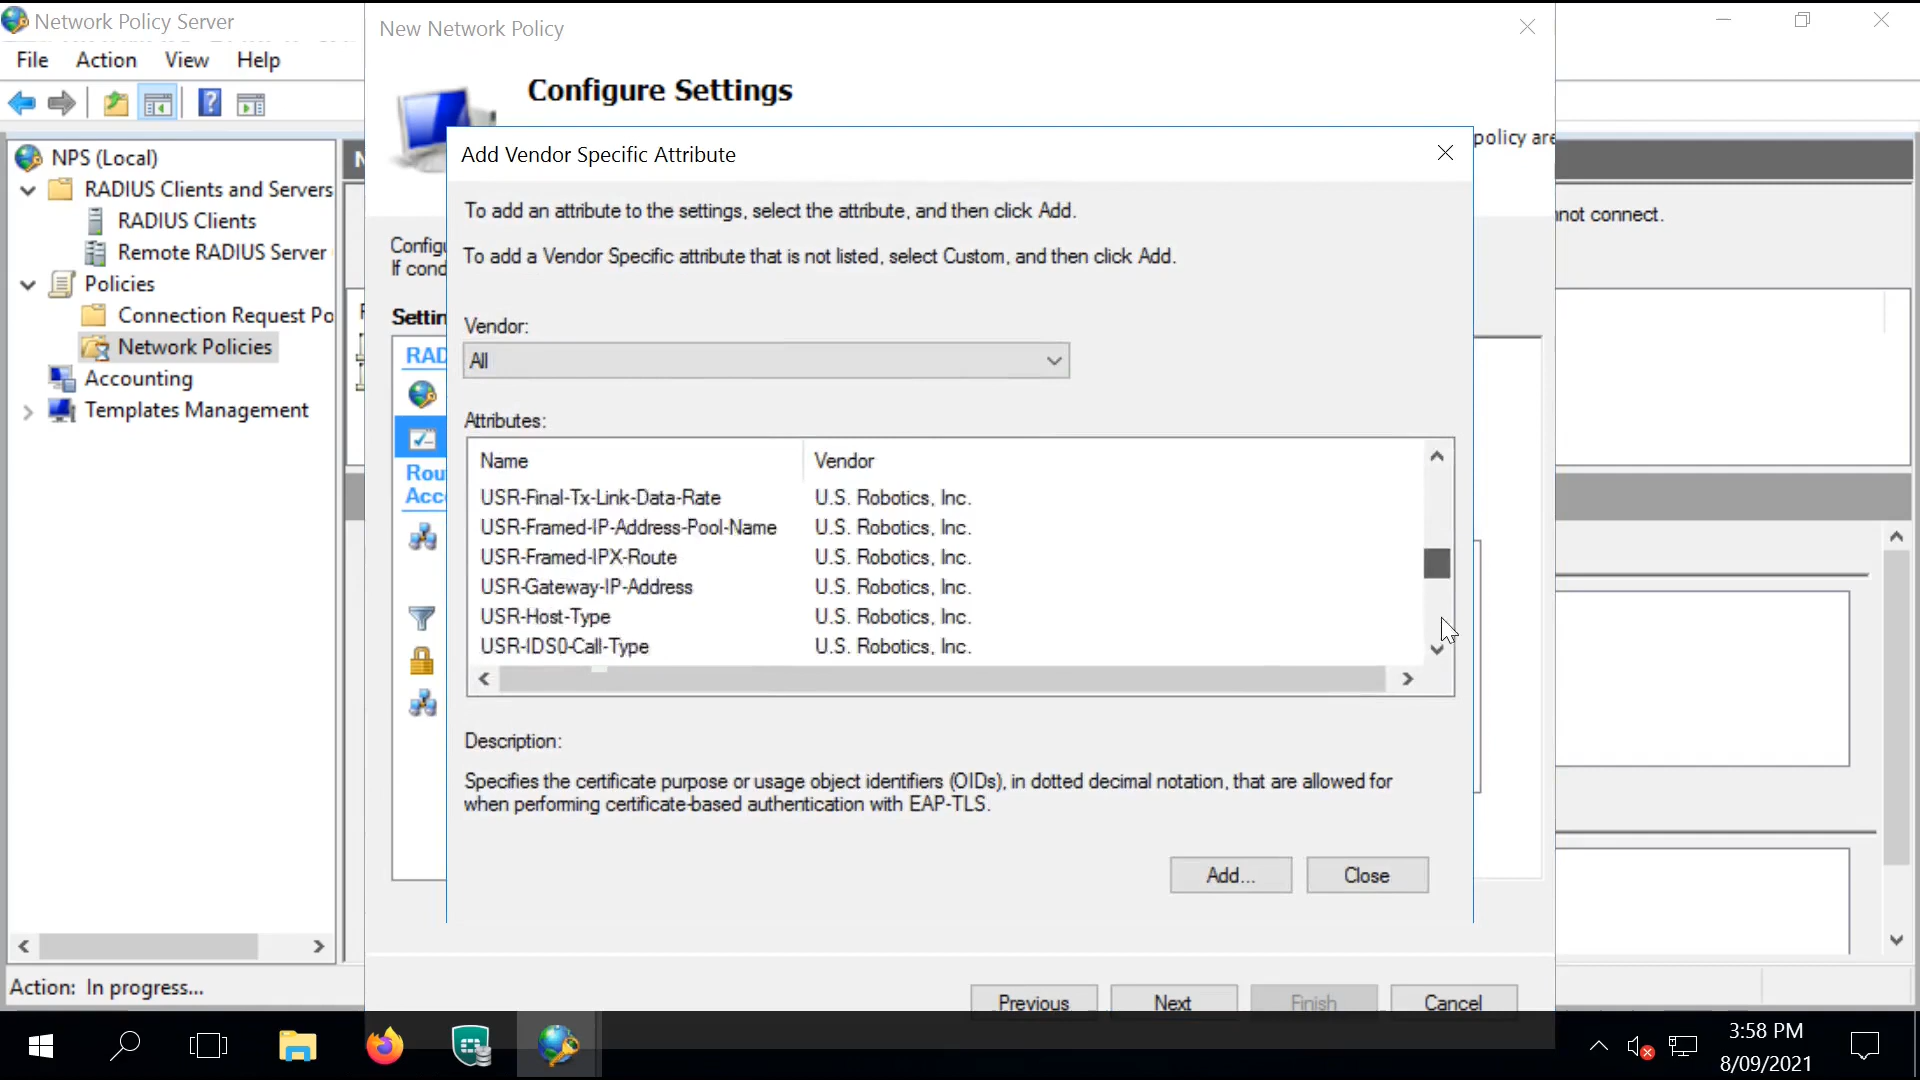 Network Policy Server
File Action View Help
NPS (Local)
RADIUS Clients and Servers
RADIUS Clients
Remote RADIUS Server
Policies
Connection Request Po
Network Policies
Accounting
Templates Management
Action: In progress...
New Network Policy
Configure Settings
policy are
Configu
If cond
Settin
RAD
Rou
Acc
not connect.
Add Vendor Specific Attribute
To add an attribute to the settings, select the attribute, and then click Add.
To add a Vendor Specific attribute that is not listed, select Custom, and then click Add.
Vendor:
All
Attributes:
Name Vendor
USR-Final-Tx-Link-Data-Rate U.S. Robotics, Inc.
USR-Framed-IP-Address-Pool-Name U.S. Robotics, Inc.
USR-Framed-IPX-Route U.S. Robotics, Inc.
USR-Gateway-IP-Address U.S. Robotics, Inc.
USR-Host-Type U.S. Robotics, Inc.
USR-IDS0-Call-Type U.S. Robotics, Inc.
Description:
Specifies the certificate purpose or usage object identifiers (OIDs), in dotted decimal notation, that are allowed for
when performing certificate-based authentication with EAP-TLS.
Add... Close
Previous Next Finish Cancel
3:58 PM
8/09/2021